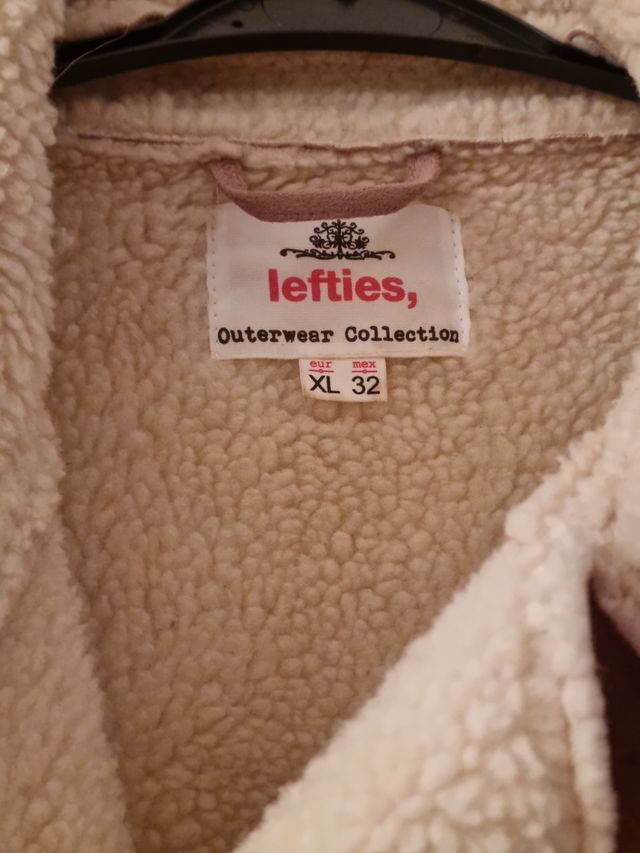 lefties,
Outerwear Collection
eur mex
XL 32